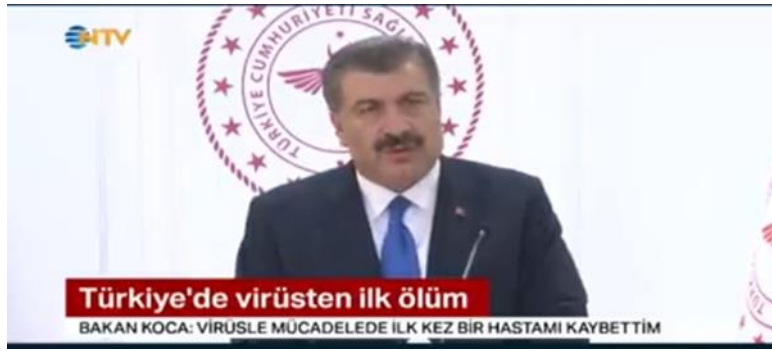 NTV
TÜRKİYE CUMHURİYETİ SAĞ
Türkiye'de virüsten ilk ölüm
BAKAN KOCA: VİRÜSLE MÜCADELEDE İLK KEZ BİR HASTAMI KAYBETTİM